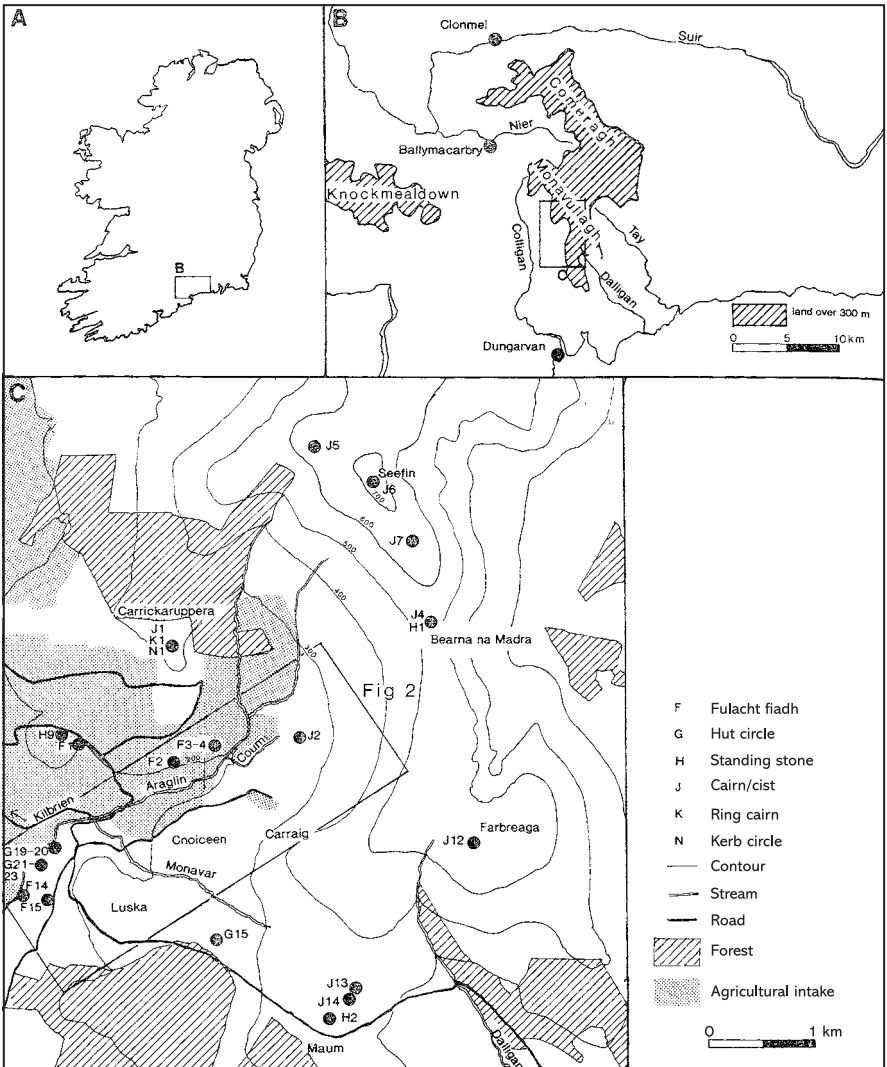 A
B
B
Clonmel
Suir
Comeragh
Nier
Ballymacarbry
Knockmealdown
Monavullagh
Colligan
Tay
C
Dalligan
Dungarvan
land over 300 m
0 5 10 km
C
J5
Seefin
J6
700
J7
600
500
400
300
Carrickaruppera
J1
K1
N1
J4
H1
Bearna na Madra
Fig 2
H9
F1
F3-4
F2
200
J2
Coum
Araglin
Kilbrien
Cnoiceen
Carraig
Farbreaga
J12
G19-20
G21-
23
Monavar
F14
F15
Luska
G15
J13
J14
H2
Maum
Dalligan
F Fulacht fiadh
G Hut circle
H Standing stone
J Cairn/cist
K Ring cairn
N Kerb circle
Contour
Stream
Road
Forest
Agricultural intake
0 1 km